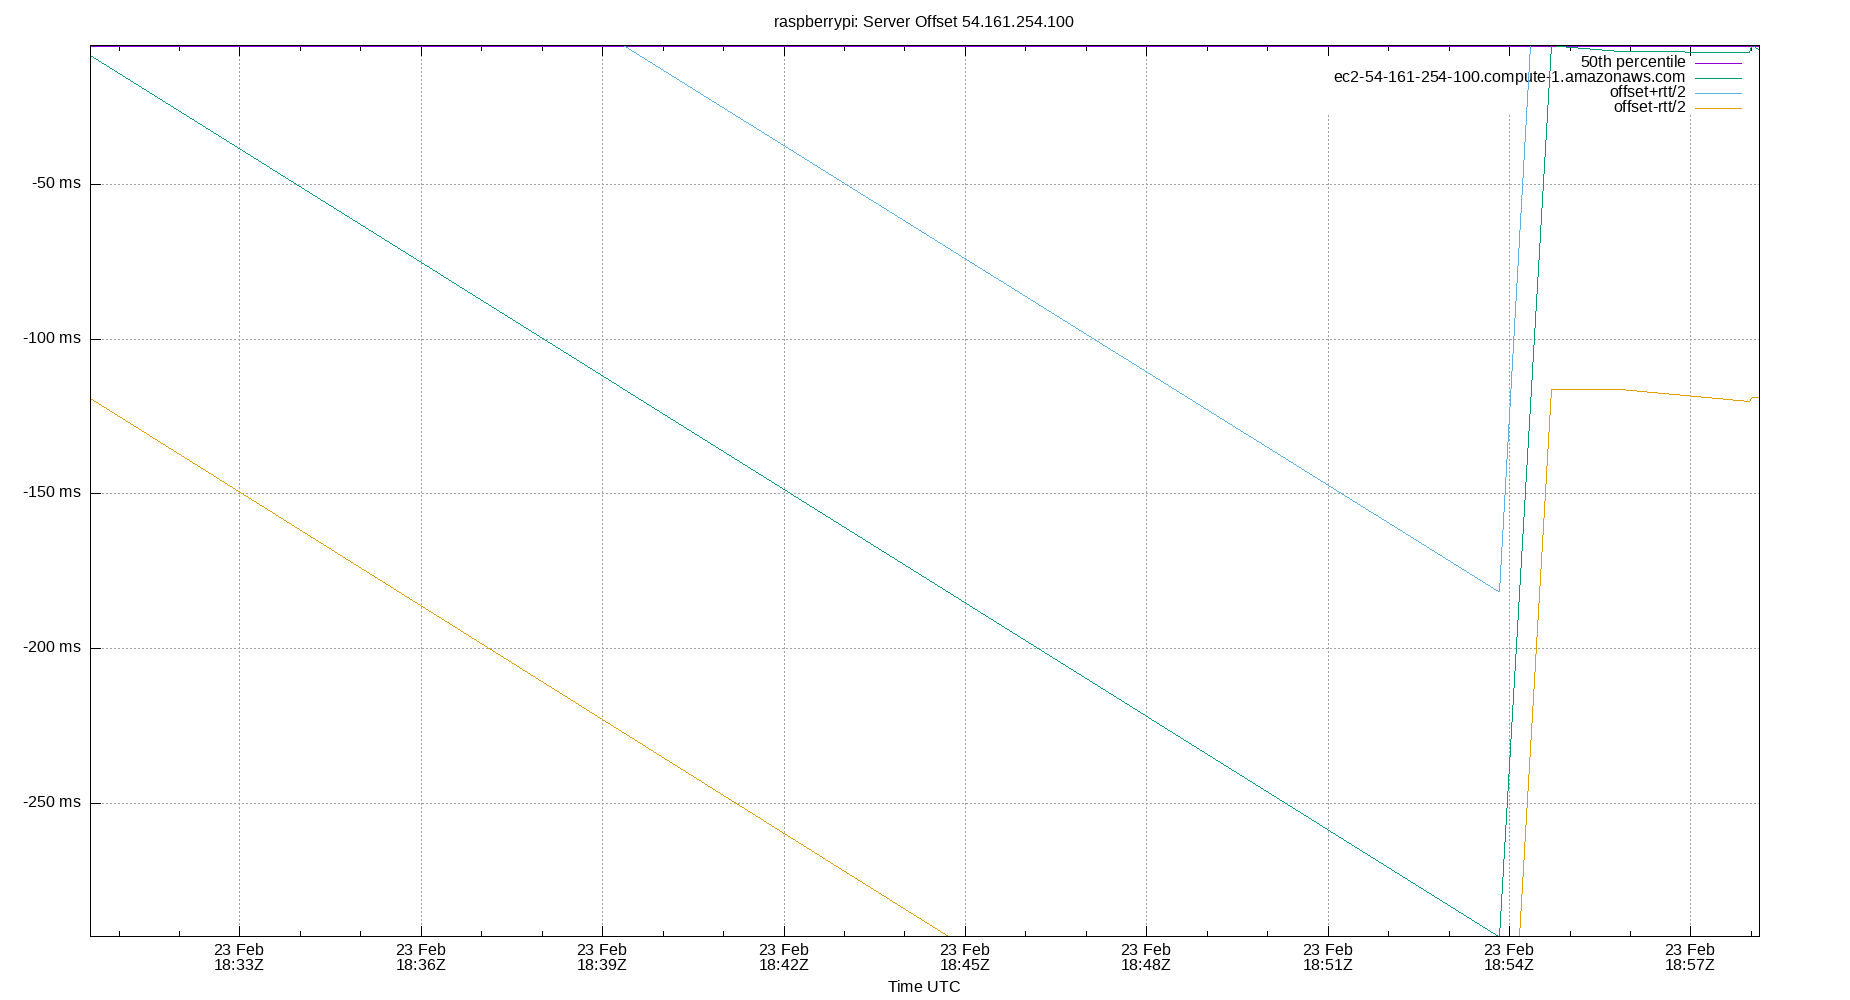 raspberrypi: Server Offset 54.161.254.100
50th percentile
ec2-54-161-254-100.compute-1.amazonaws.com
offset+rtt/2
offset-rtt/2
-50 ms
-100 ms
-150 ms
-200 ms
-250 ms
23 Feb 23 Feb 23 Feb 23 Feb 23 Feb 23 Feb 23 Feb 23 Feb 23 Feb
18:33Z 18:36Z 18:39Z 18:42Z 18:45Z 18:48Z 18:51Z 18:54Z 18:57Z
Time UTC